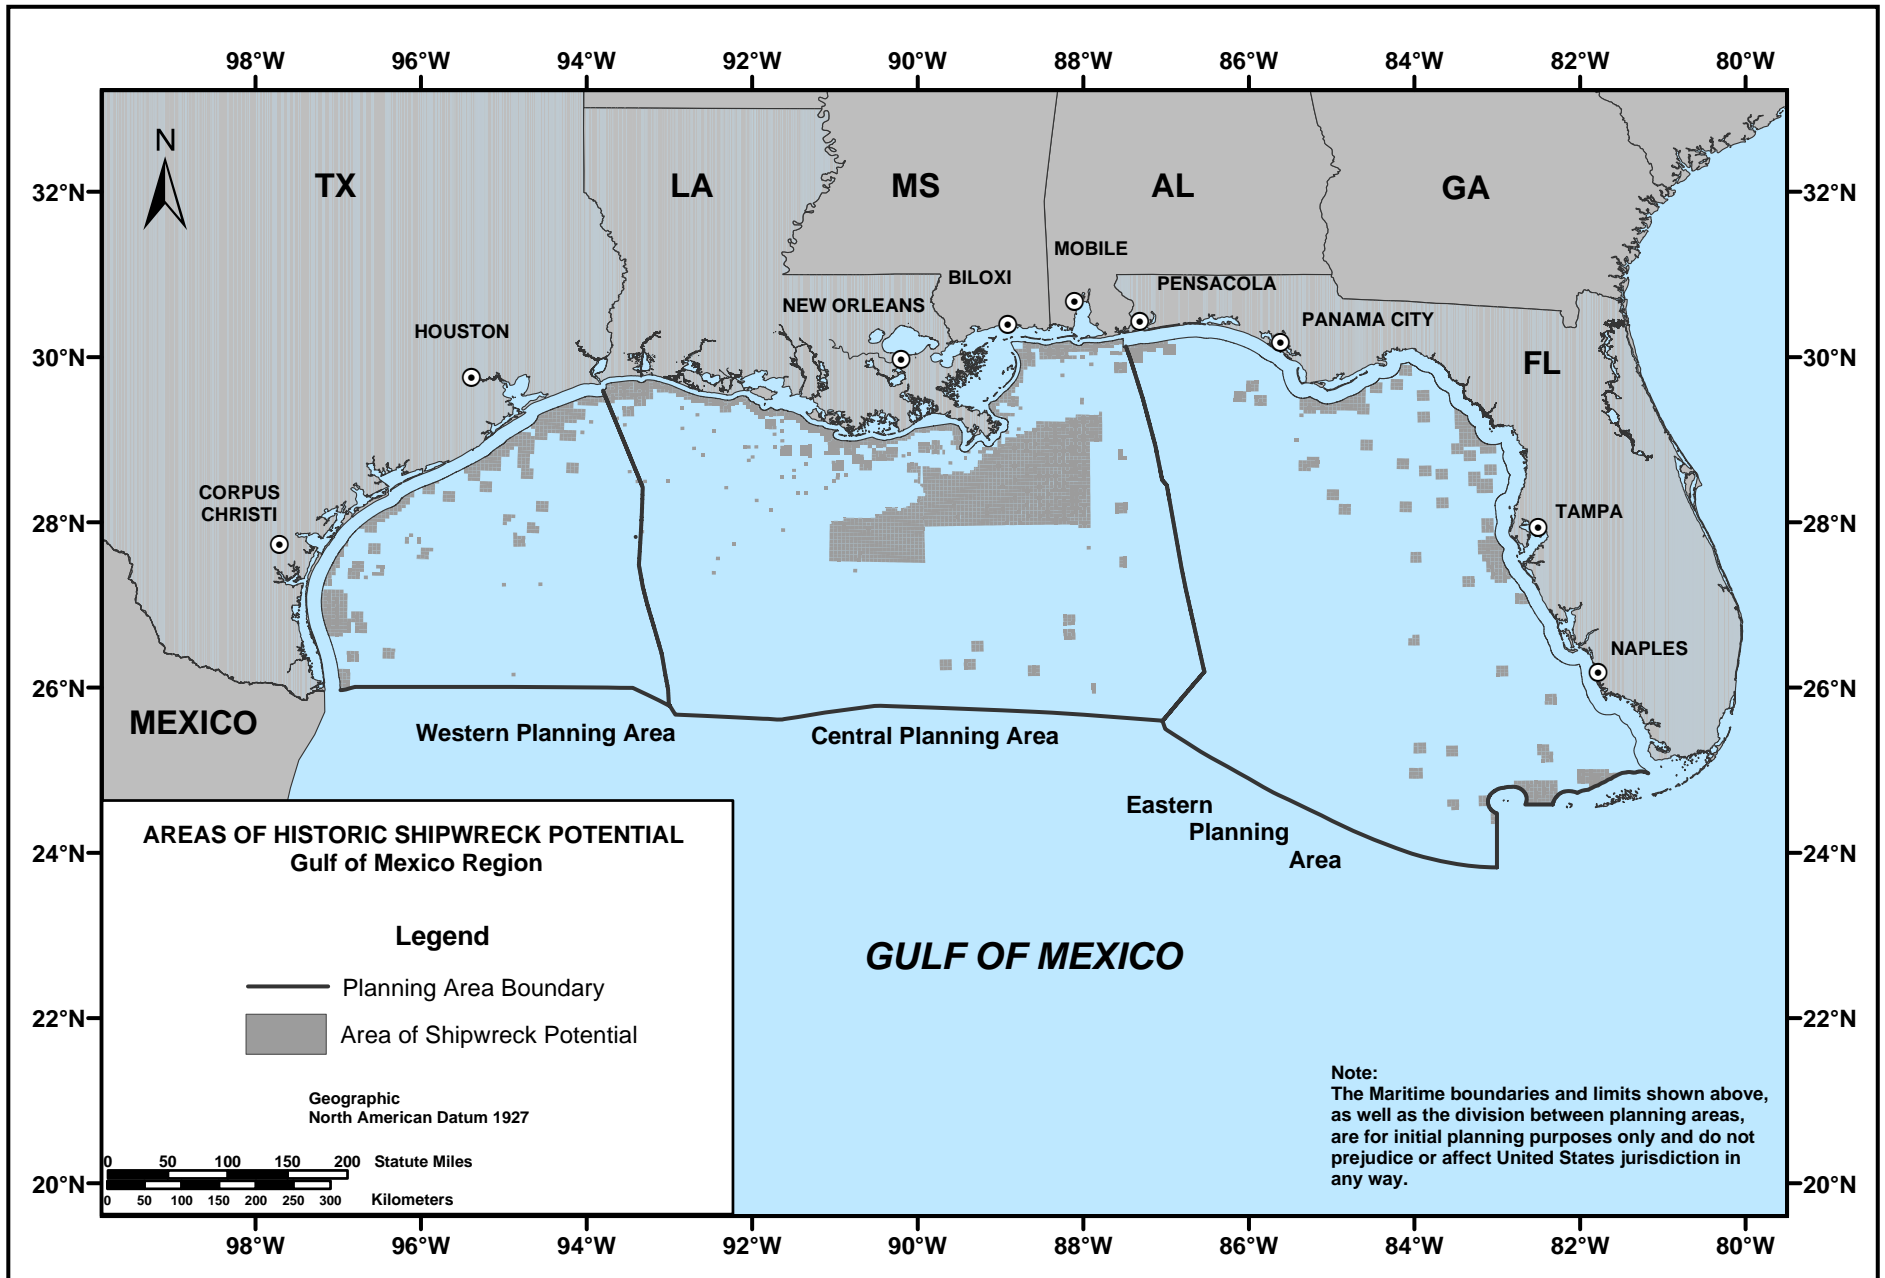 98°W 96°W 94°W 92°W 90°W 88°W 86°W 84°W 82°W 80°W
N
32°N TX LA MS AL GA 32°N
MOBILE
BILOXI
PENSACOLA
NEW ORLEANS
PANAMA CITY
HOUSTON
30°N FL 30°N
CORPUS
CHRISTI
28°N TAMPA 28°N
NAPLES
26°N 26°N
MEXICO
Western Planning Area
Central Planning Area
Eastern
Planning
Area
24°N 24°N
AREAS OF HISTORIC SHIPWRECK POTENTIAL
Gulf of Mexico Region
Legend
Planning Area Boundary
Area of Shipwreck Potential
GULF OF MEXICO
22°N 22°N
Geographic
North American Datum 1927
0 50 100 150 200 Statute Miles
0 50 100 150 200 250 300 Kilometers
Note:
The Maritime boundaries and limits shown above,
as well as the division between planning areas,
are for initial planning purposes only and do not
prejudice or affect United States jurisdiction in
any way.
20°N 20°N
98°W 96°W 94°W 92°W 90°W 88°W 86°W 84°W 82°W 80°W